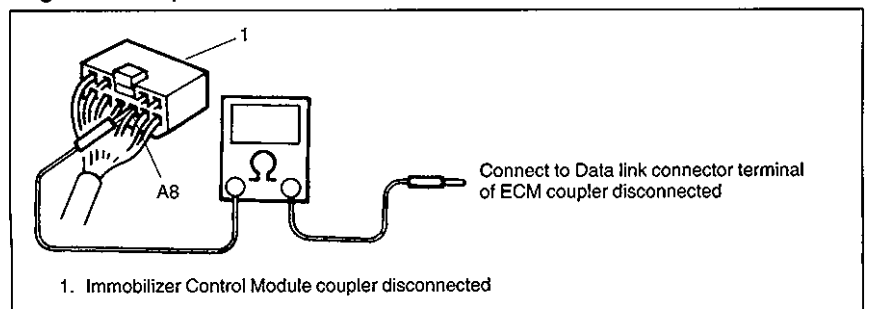 1
A8
Ω
Connect to Data link connector terminal
of ECM coupler disconnected
1. Immobilizer Control Module coupler disconnected